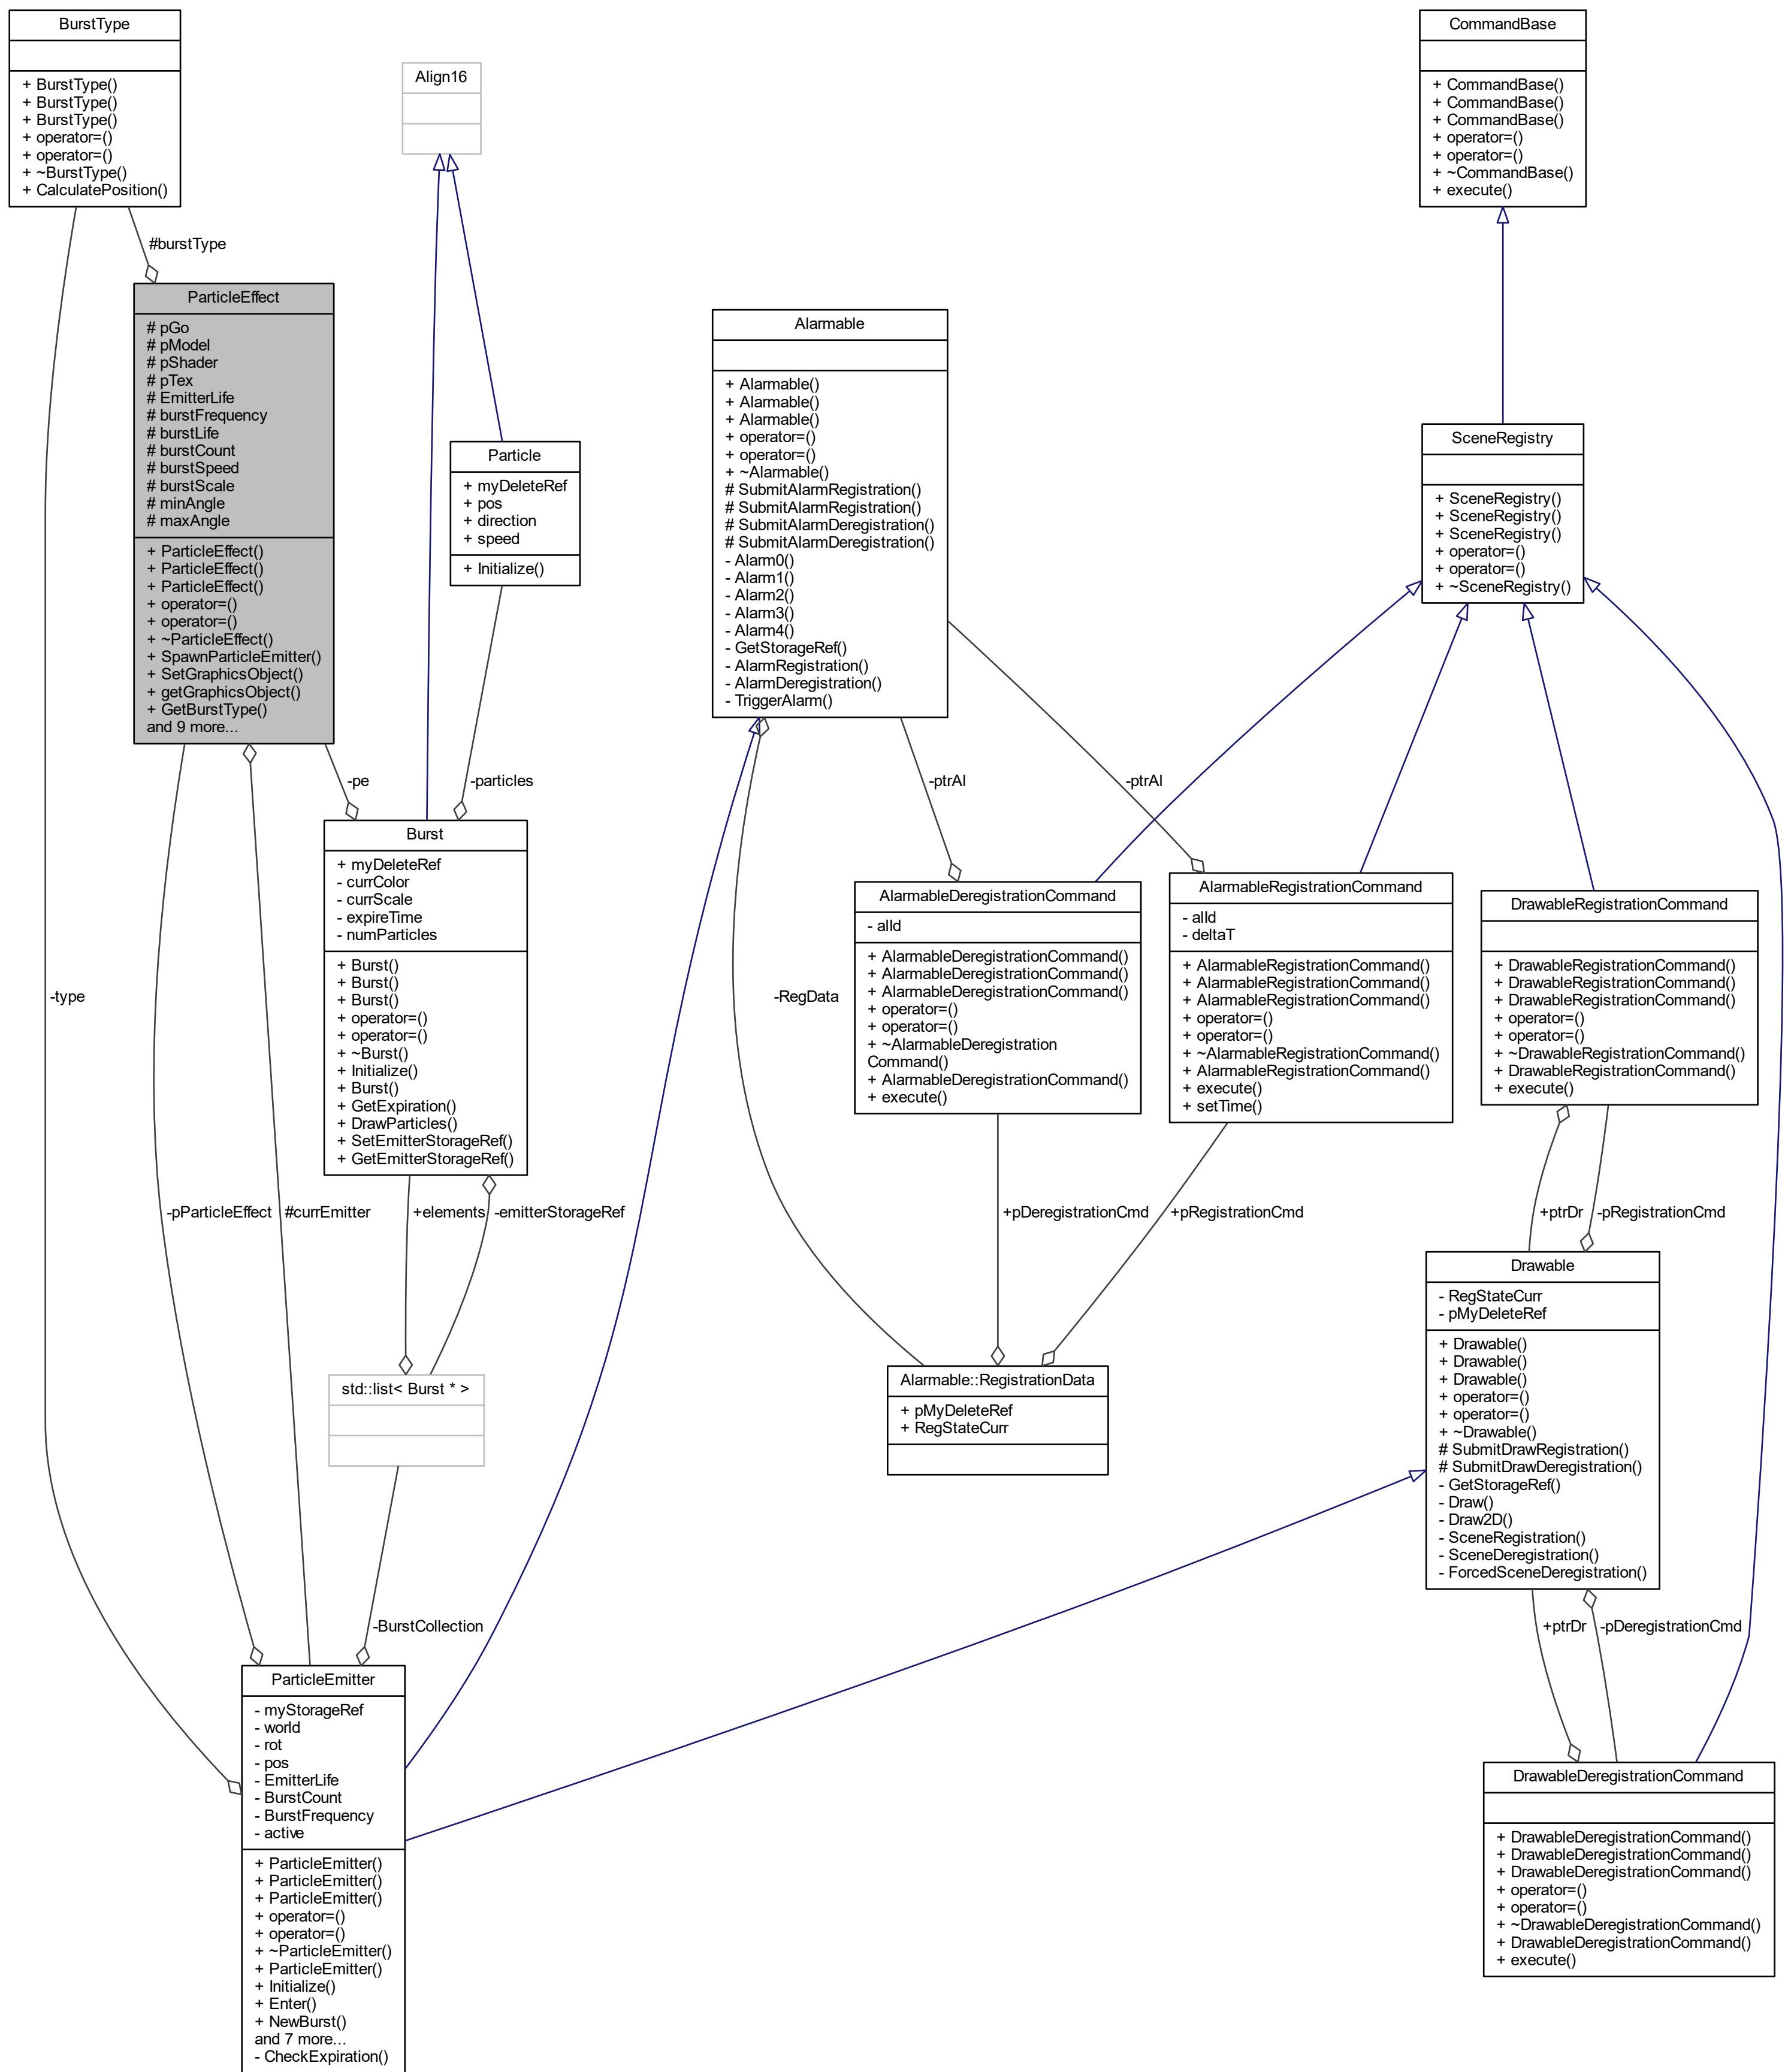 BurstType
+ BurstType()
+ BurstType()
+ BurstType()
+ operator=()
+ operator=()
+ ~BurstType()
+ CalculatePosition()
Align16
CommandBase
+ CommandBase()
+ CommandBase()
+ CommandBase()
+ operator=()
+ operator=()
+ ~CommandBase()
+ execute()
#burstType
ParticleEffect
# pGo
# pModel
# pShader
# pTex
# EmitterLife
# burstFrequency
# burstLife
# burstCount
# burstSpeed
# burstScale
# minAngle
# maxAngle
+ ParticleEffect()
+ ParticleEffect()
+ ParticleEffect()
+ operator=()
+ operator=()
+ ~ParticleEffect()
+ SpawnParticleEmitter()
+ SetGraphicsObject()
+ getGraphicsObject()
+ GetBurstType()
and 9 more...
Particle
+ myDeleteRef
+ pos
+ direction
+ speed
+ Initialize()
Alarmable
+ Alarmable()
+ Alarmable()
+ Alarmable()
+ operator=()
+ operator=()
+ ~Alarmable()
# SubmitAlarmRegistration()
# SubmitAlarmRegistration()
# SubmitAlarmDeregistration()
# SubmitAlarmDeregistration()
- Alarm0()
- Alarm1()
- Alarm2()
- Alarm3()
- Alarm4()
- GetStorageRef()
- AlarmRegistration()
- AlarmDeregistration()
- TriggerAlarm()
SceneRegistry
+ SceneRegistry()
+ SceneRegistry()
+ SceneRegistry()
+ operator=()
+ operator=()
+ ~SceneRegistry()
-pe
-particles
-ptrAl
-ptrAl
Burst
+ myDeleteRef
- currColor
- currScale
- expireTime
- numParticles
+ Burst()
+ Burst()
+ Burst()
+ operator=()
+ operator=()
+ ~Burst()
+ Initialize()
+ Burst()
+ GetExpiration()
+ DrawParticles()
+ SetEmitterStorageRef()
+ GetEmitterStorageRef()
AlarmableDeregistrationCommand
- alId
+ AlarmableDeregistrationCommand()
+ AlarmableDeregistrationCommand()
+ AlarmableDeregistrationCommand()
+ operator=()
+ operator=()
+ ~AlarmableDeregistration
Command()
+ AlarmableDeregistrationCommand()
+ execute()
AlarmableRegistrationCommand
- alId
- deltaT
+ AlarmableRegistrationCommand()
+ AlarmableRegistrationCommand()
+ AlarmableRegistrationCommand()
+ operator=()
+ operator=()
+ ~AlarmableRegistrationCommand()
+ AlarmableRegistrationCommand()
+ execute()
+ setTime()
DrawableRegistrationCommand
+ DrawableRegistrationCommand()
+ DrawableRegistrationCommand()
+ DrawableRegistrationCommand()
+ operator=()
+ operator=()
+ ~DrawableRegistrationCommand()
+ DrawableRegistrationCommand()
+ execute()
-type
-RegData
-pParticleEffect
#currEmitter
+elements
-emitterStorageRef
+pDeregistrationCmd
+pRegistrationCmd
+ptrDr
-pRegistrationCmd
std::list< Burst * >
Alarmable::RegistrationData
+ pMyDeleteRef
+ RegStateCurr
Drawable
- RegStateCurr
- pMyDeleteRef
+ Drawable()
+ Drawable()
+ Drawable()
+ operator=()
+ operator=()
+ ~Drawable()
# SubmitDrawRegistration()
# SubmitDrawDeregistration()
- GetStorageRef()
- Draw()
- Draw2D()
- SceneRegistration()
- SceneDeregistration()
- ForcedSceneDeregistration()
-BurstCollection
+ptrDr
-pDeregistrationCmd
ParticleEmitter
- myStorageRef
- world
- rot
- pos
- EmitterLife
- BurstCount
- BurstFrequency
- active
+ ParticleEmitter()
+ ParticleEmitter()
+ ParticleEmitter()
+ operator=()
+ operator=()
+ ~ParticleEmitter()
+ ParticleEmitter()
+ Initialize()
+ Enter()
+ NewBurst()
and 7 more...
- CheckExpiration()
DrawableDeregistrationCommand
+ DrawableDeregistrationCommand()
+ DrawableDeregistrationCommand()
+ DrawableDeregistrationCommand()
+ operator=()
+ operator=()
+ ~DrawableDeregistrationCommand()
+ DrawableDeregistrationCommand()
+ execute()